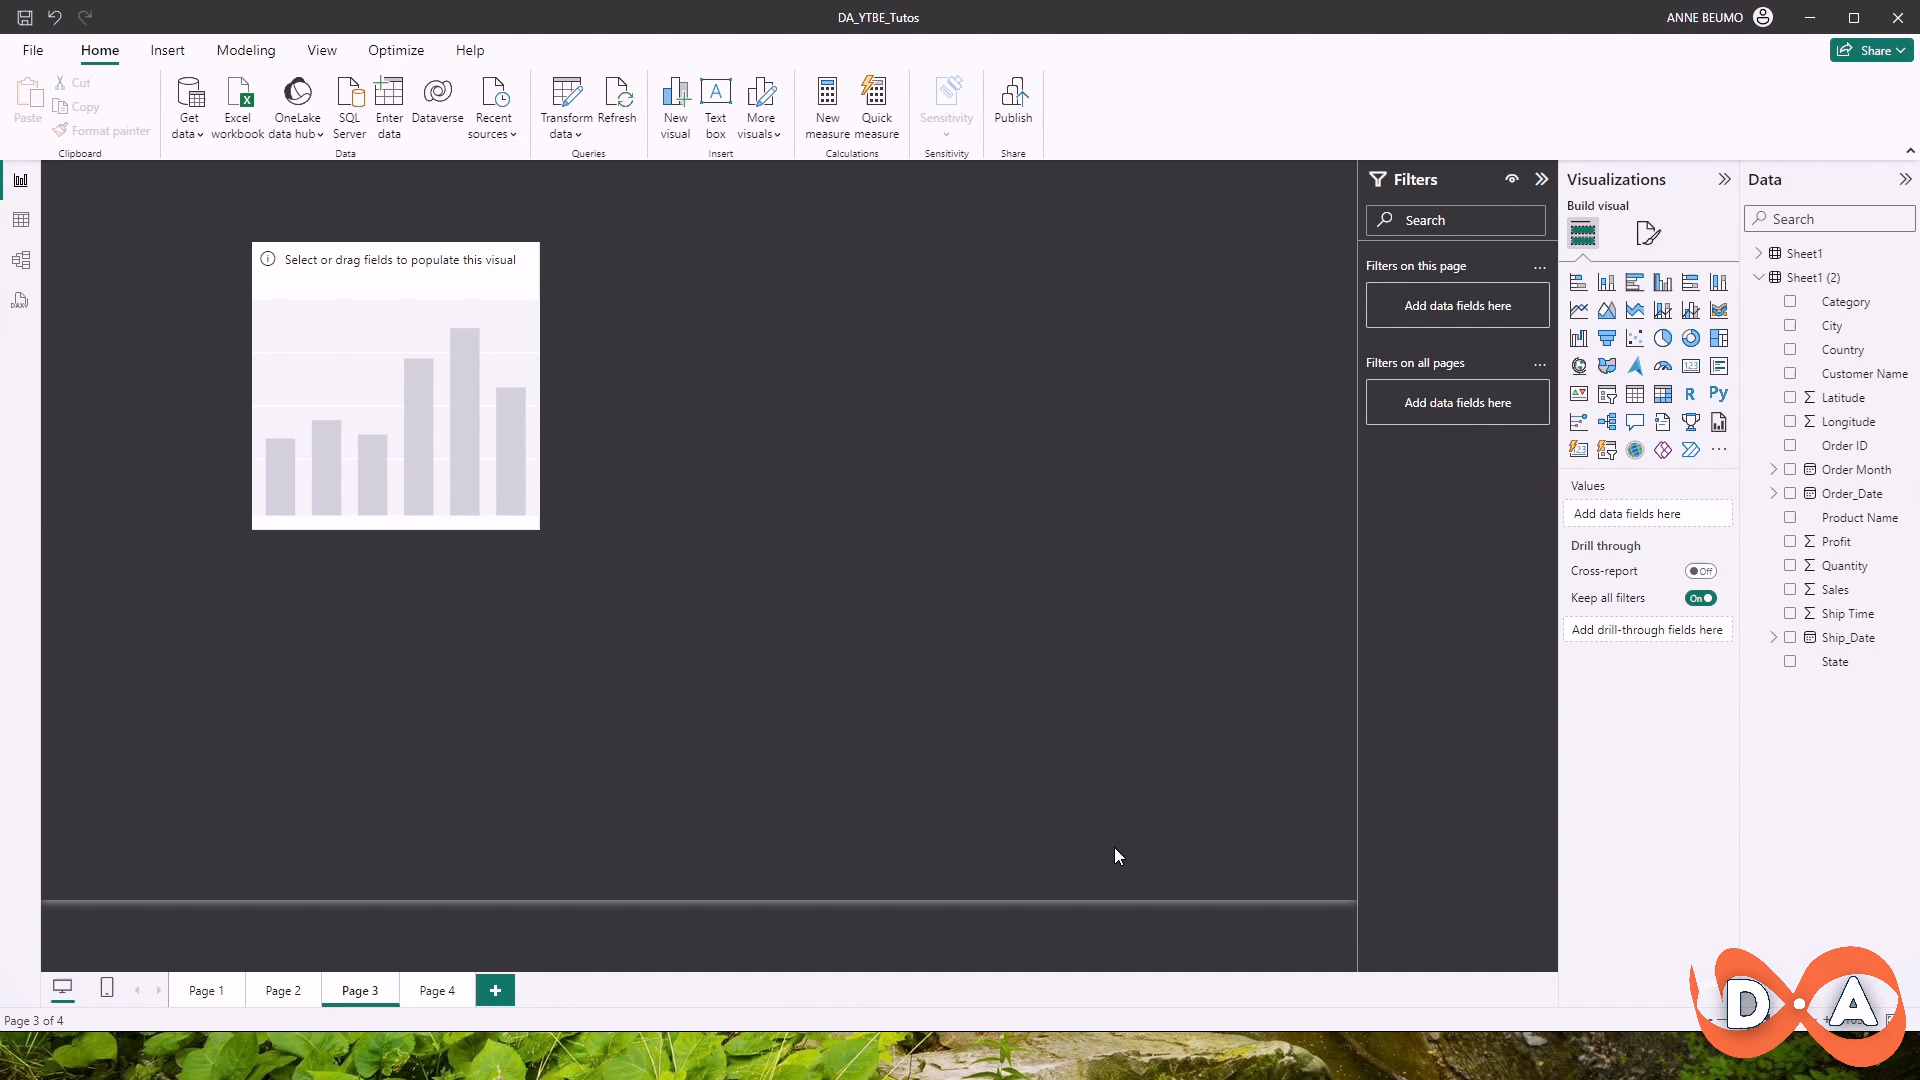 DA_YTBE_Tutos
ANNE BEUMO
File Home Insert Modeling View Optimize Help
Share
Paste
Cut
Copy
Format painter
Clipboard
Get data
Excel workbook
OneLake data hub
SQL Server
Enter data
Dataverse
Recent sources
Data
Transform data
Refresh
Queries
New visual
Text box
More visuals
Insert
New measure
Quick measure
Calculations
Sensitivity
Sensitivity
Publish
Share
Select or drag fields to populate this visual
Filters
Search
Filters on this page
...
Add data fields here
Filters on all pages
...
Add data fields here
Visualizations
Build visual
123
R
Py
123
...
Values
Add data fields here
Drill through
Cross-report
Off
Keep all filters
On
Add drill-through fields here
Data
Search
Sheet1
Sheet1 (2)
Category
City
Country
Customer Name
Σ Latitude
Σ Longitude
Order ID
Order Month
Order_Date
Product Name
Σ Profit
Σ Quantity
Σ Sales
Σ Ship Time
Ship_Date
State
DAX
Page 1
Page 2
Page 3
Page 4
+
Page 3 of 4
D A